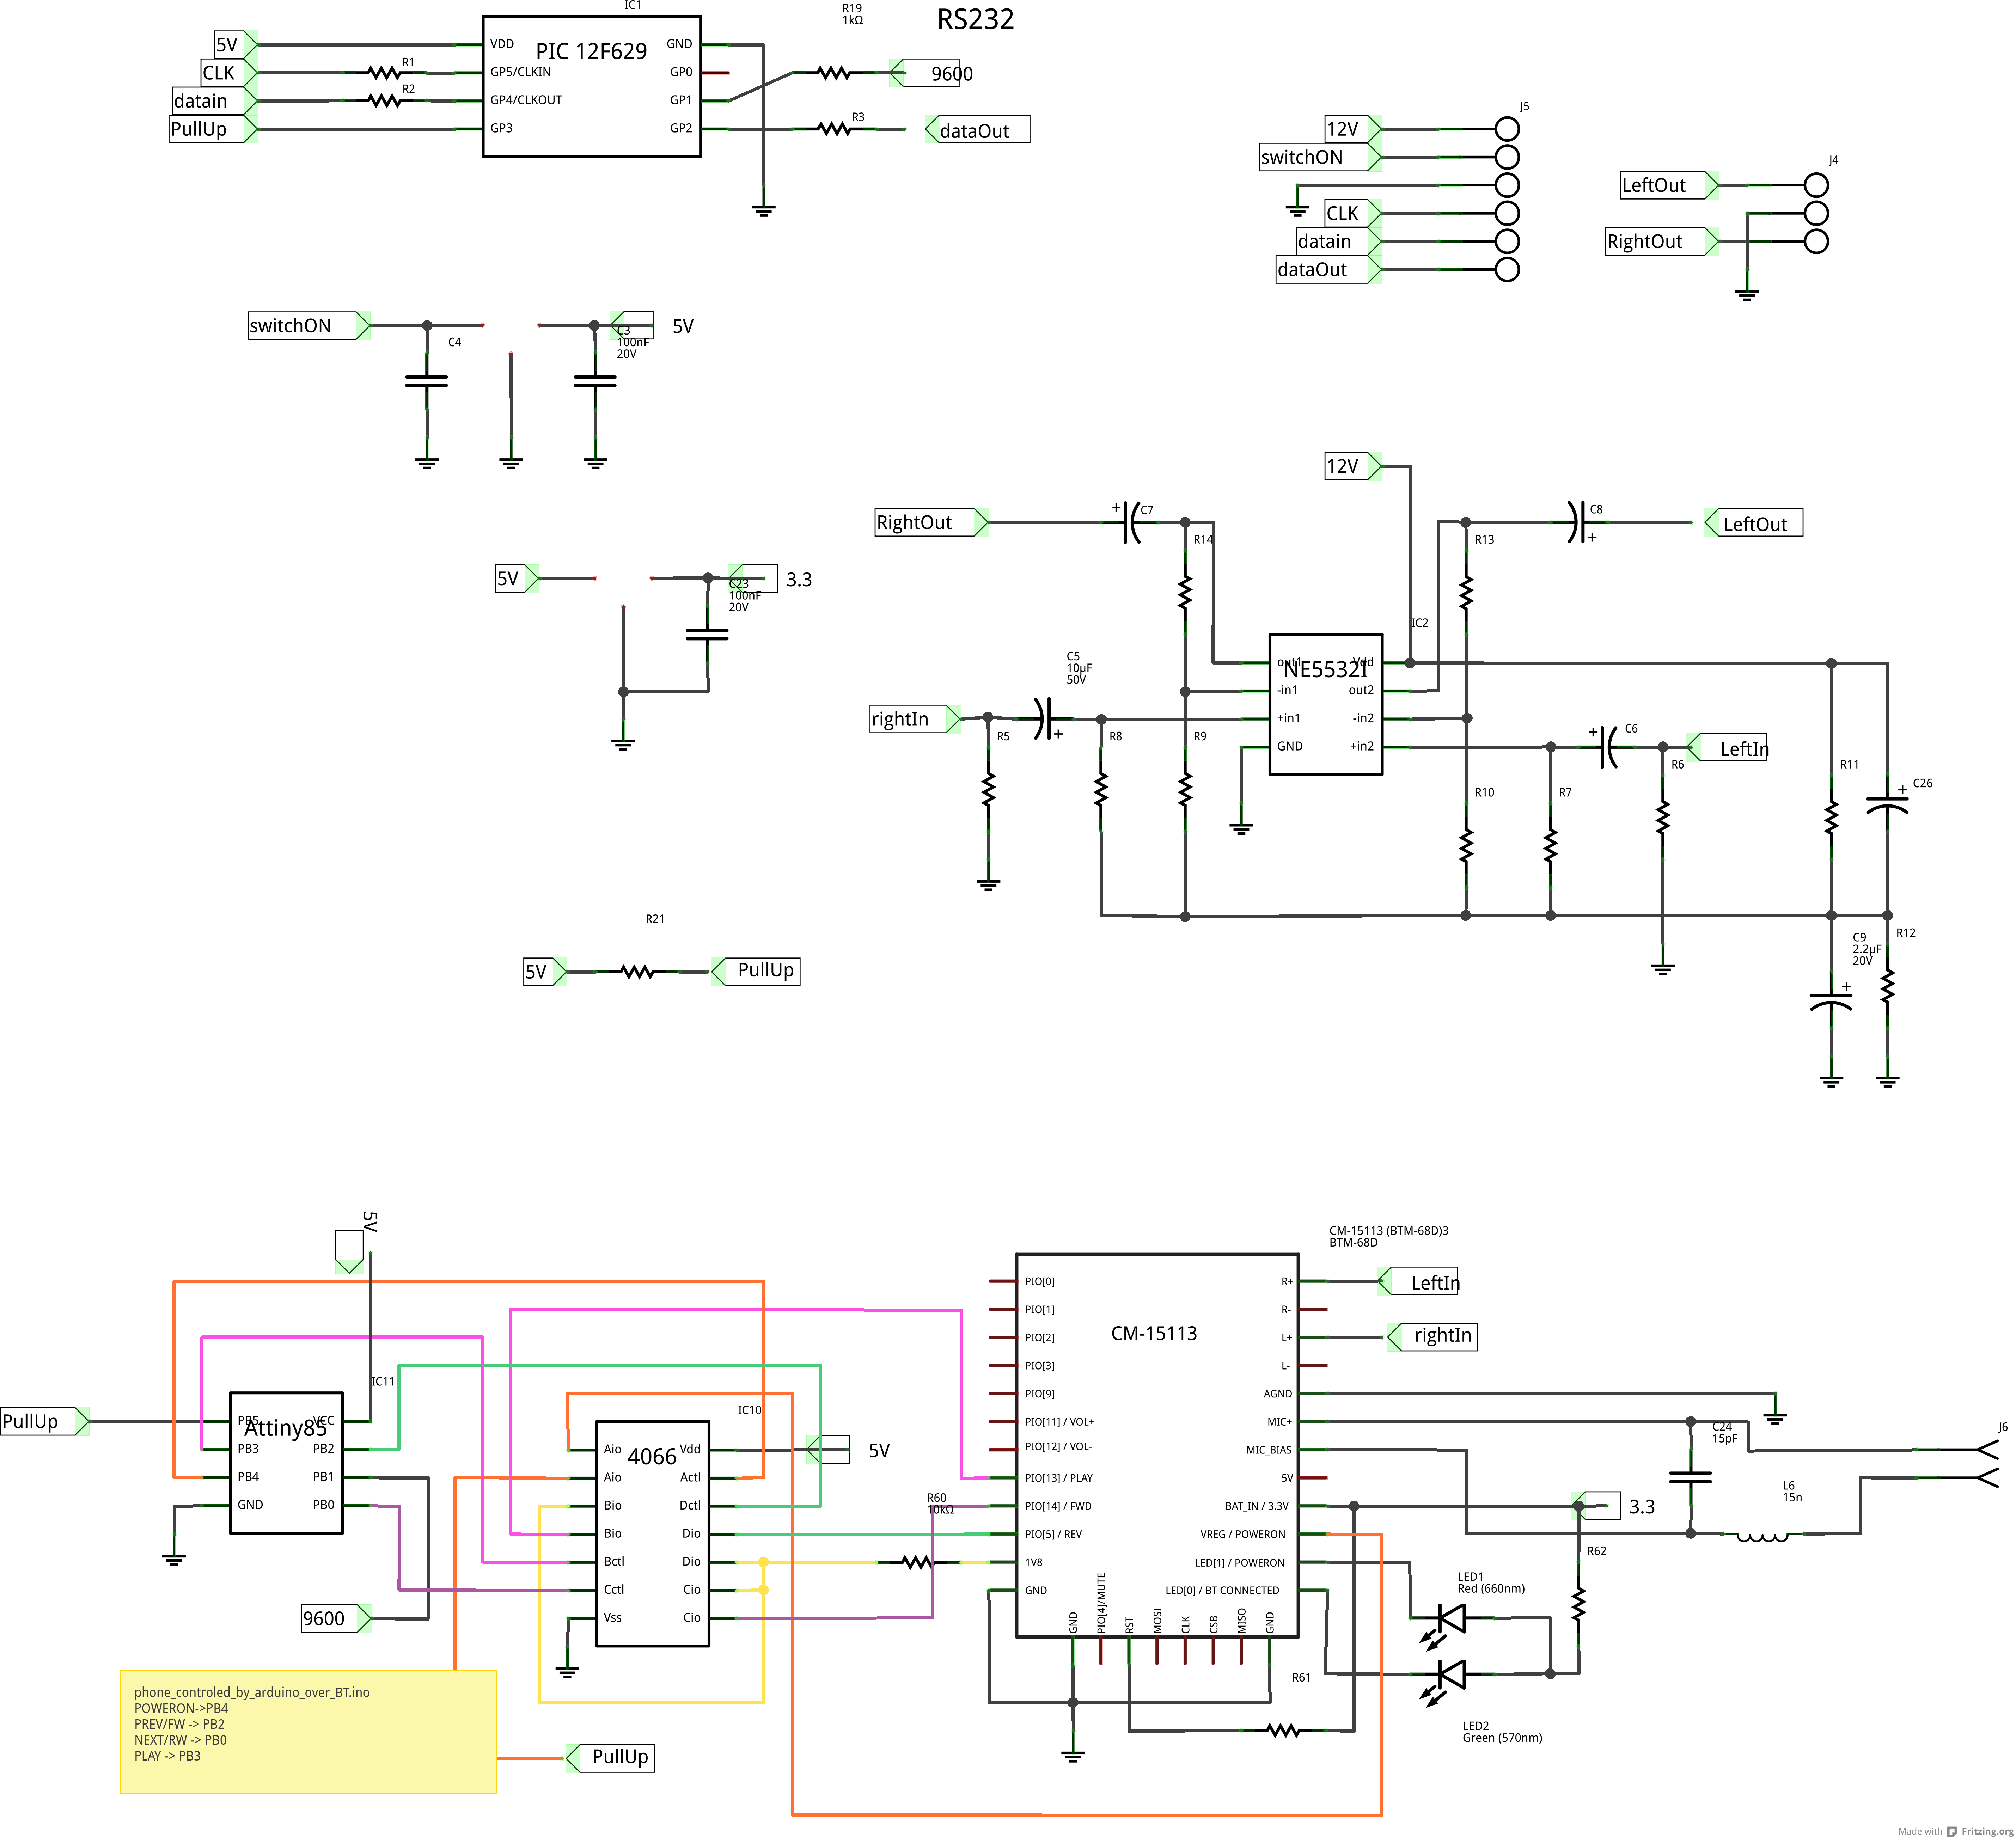 IC1
R19
1kΩ
RS232
5V
VDD
PIC 12F629
GND
CLK
R1
GP5/CLKIN
GP0
9600
datain
R2
GP4/CLKOUT
GP1
PullUp
GP3
GP2
R3
dataOut
J5
12V
switchON
CLK
datain
dataOut
J4
LeftOut
RightOut
switchON
C4
C3
100nF
20V
5V
5V
C23
100nF
20V
3.3
12V
RightOut
C7
R14
R13
C8
LeftOut
IC2
NE5532I
out1
Vdd
-in1
out2
+in1
-in2
GND
+in2
C5
10µF
50V
rightIn
R5
R8
R9
C6
LeftIn
R6
R10
R7
R11
C26
R21
5V
PullUp
C9
2.2µF
20V
R12
5V
IC11
PullUp
Attiny85
PB5
VCC
PB3
PB2
PB4
PB1
GND
PB0
9600
IC10
4066
Aio
Vdd
Aio
Actl
Bio
Dctl
Bio
Dio
Bctl
Dio
Cctl
Cio
Vss
Cio
5V
R60
10kΩ
CM-15113 (BTM-68D)3
BTM-68D
CM-15113
PIO[0]
PIO[1]
PIO[2]
PIO[3]
PIO[9]
PIO[11] / VOL+
PIO[12] / VOL-
PIO[13] / PLAY
PIO[14] / FWD
PIO[5] / REV
1V8
GND
GND
PIO[4]/MUTE
RST
MOSI
CLK
CSB
MISO
GND
R+
R-
L+
L-
AGND
MIC+
MIC_BIAS
5V
BAT_IN / 3.3V
VREG / POWERON
LED[1] / POWERON
LED[0] / BT CONNECTED
LeftIn
rightIn
C24
15pF
J6
L6
15n
3.3
R62
LED1
Red (660nm)
R61
LED2
Green (570nm)
phone_controled_by_arduino_over_BT.ino
POWERON->PB4
PREV/FW -> PB2
NEXT/RW -> PB0
PLAY -> PB3
PullUp
Made with Fritzing.org